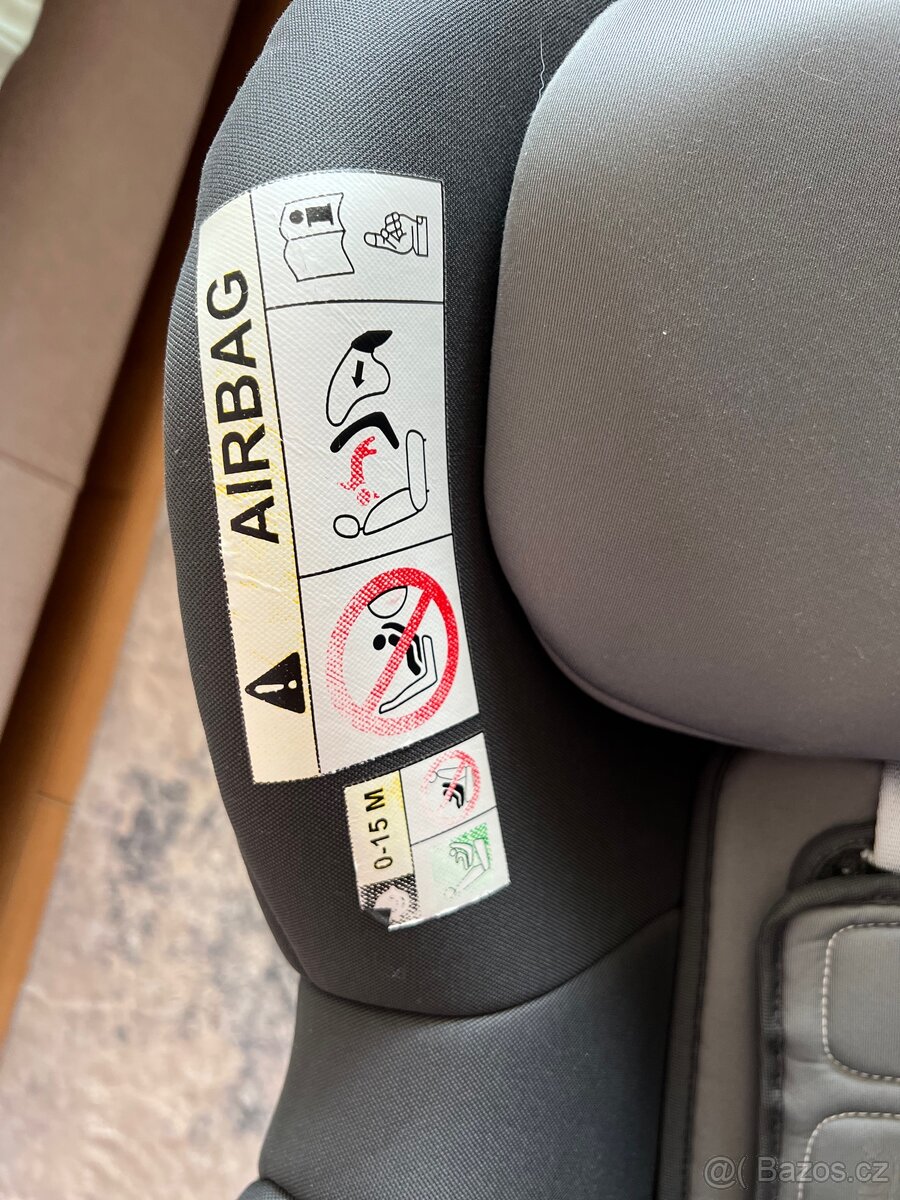 AIRBAG
i
0-15 M
@( Bazos.cz